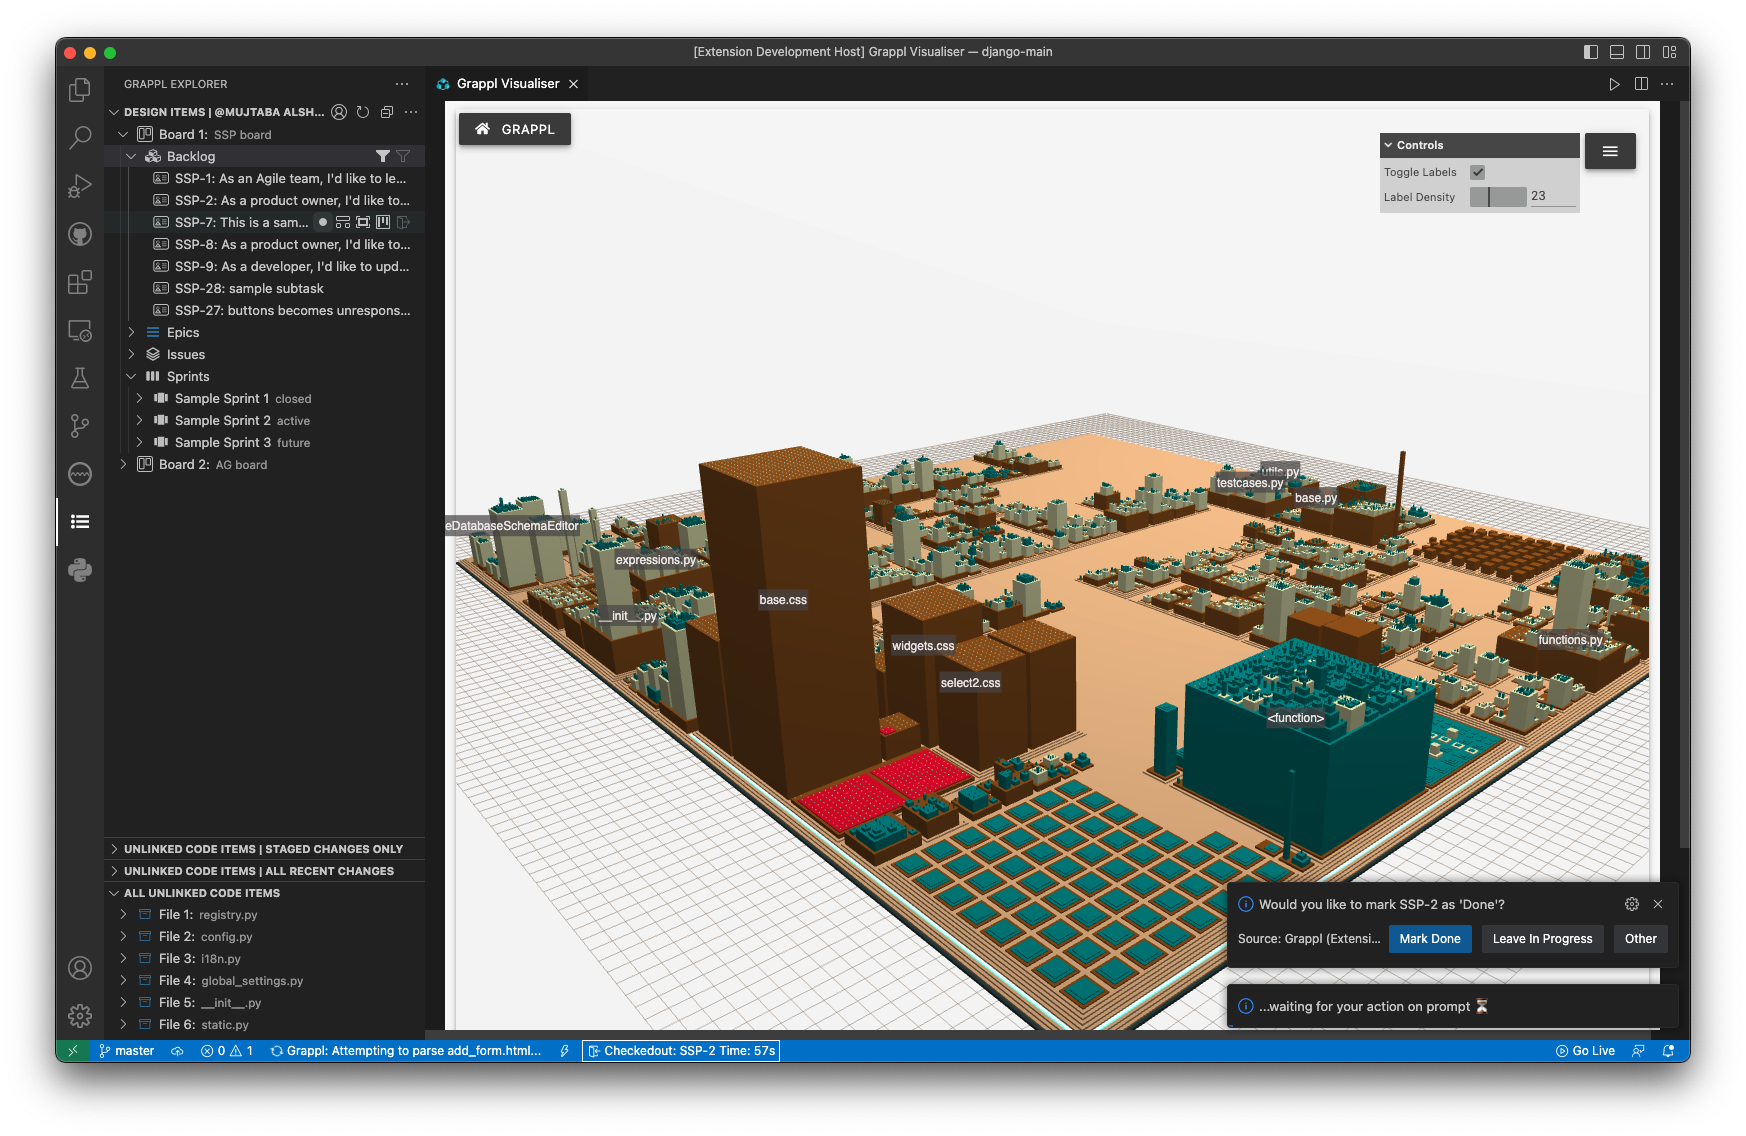 [Extension Development Host] Grappl Visualiser — django-main
GRAPPL EXPLORER
Grappl Visualiser
DESIGN ITEMS | @MUJTABA ALSH...
Board 1: SSP board
Backlog
SSP-1: As an Agile team, I'd like to le...
SSP-2: As a product owner, I'd like to...
SSP-7: This is a sam...
SSP-8: As a product owner, I'd like to...
SSP-9: As a developer, I'd like to upd...
SSP-28: sample subtask
SSP-27: buttons becomes unrespons...
Epics
Issues
Sprints
Sample Sprint 1 closed
Sample Sprint 2 active
Sample Sprint 3 future
Board 2: AG board
UNLINKED CODE ITEMS | STAGED CHANGES ONLY
UNLINKED CODE ITEMS | ALL RECENT CHANGES
ALL UNLINKED CODE ITEMS
File 1: registry.py
File 2: config.py
File 3: i18n.py
File 4: global_settings.py
File 5: __init__.py
File 6: static.py
GRAPPL
Controls
Toggle Labels
Label Density 23
utils.py
testcases.py
base.py
eDatabaseSchemaEditor
expressions.py
base.css
__init__.py
widgets.css
functions.py
select2.css
<function>
Would you like to mark SSP-2 as 'Done'?
Source: Grappl (Extensi...
Mark Done
Leave In Progress
Other
...waiting for your action on prompt ⏳
master
0
1
Grappl: Attempting to parse add_form.html...
Checkedout: SSP-2 Time: 57s
Go Live